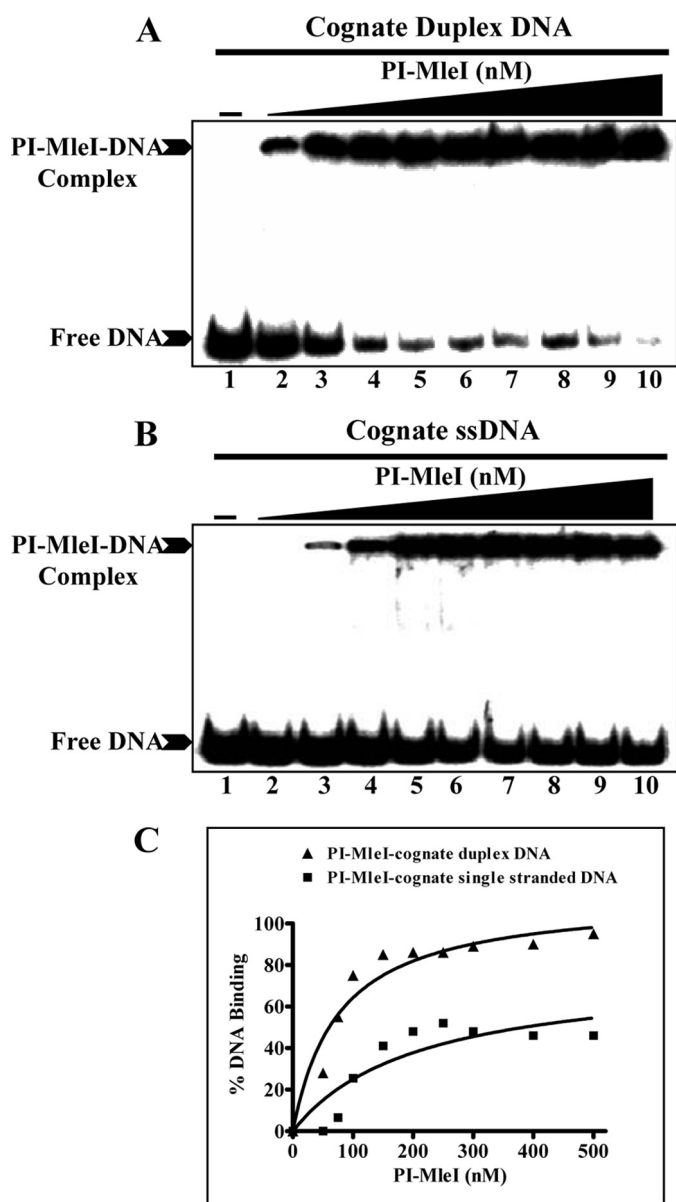 A
Cognate Duplex DNA
PI-MleI (nM)
–
PI-MleI-DNA
Complex
Free DNA
1 2 3 4 5 6 7 8 9 10
B
Cognate ssDNA
PI-MleI (nM)
–
PI-MleI-DNA
Complex
Free DNA
1 2 3 4 5 6 7 8 9 10
C
▲ PI-MleI-cognate duplex DNA
■ PI-MleI-cognate single stranded DNA
100
80
60
40
20
0
% DNA Binding
0 100 200 300 400 500
PI-MleI (nM)